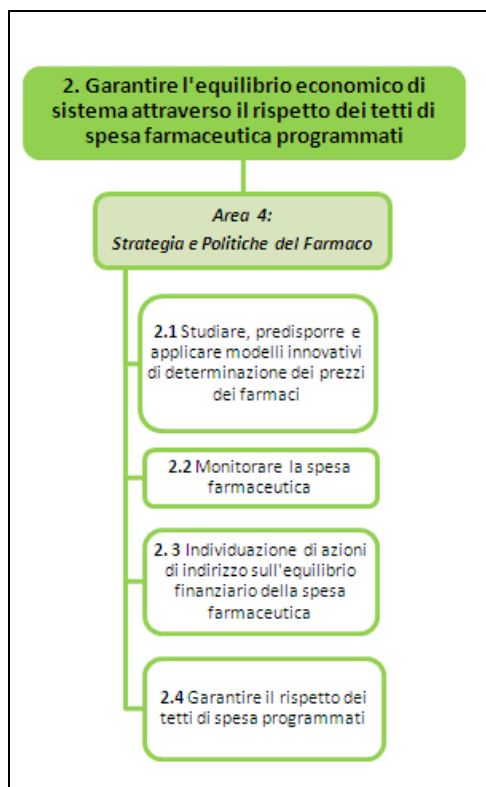 2. Garantire l'equilibrio economico di
sistema attraverso il rispetto dei tetti di
spesa farmaceutica programmati
Area 4:
Strategia e Politiche del Farmaco
2.1 Studiare, predisporre e
applicare modelli innovativi
di determinazione dei prezzi
dei farmaci
2.2 Monitorare la spesa
farmaceutica
2. 3 Individuazione di azioni
di indirizzo sull'equilibrio
finanziario della spesa
farmaceutica
2.4 Garantire il rispetto dei
tetti di spesa programmati